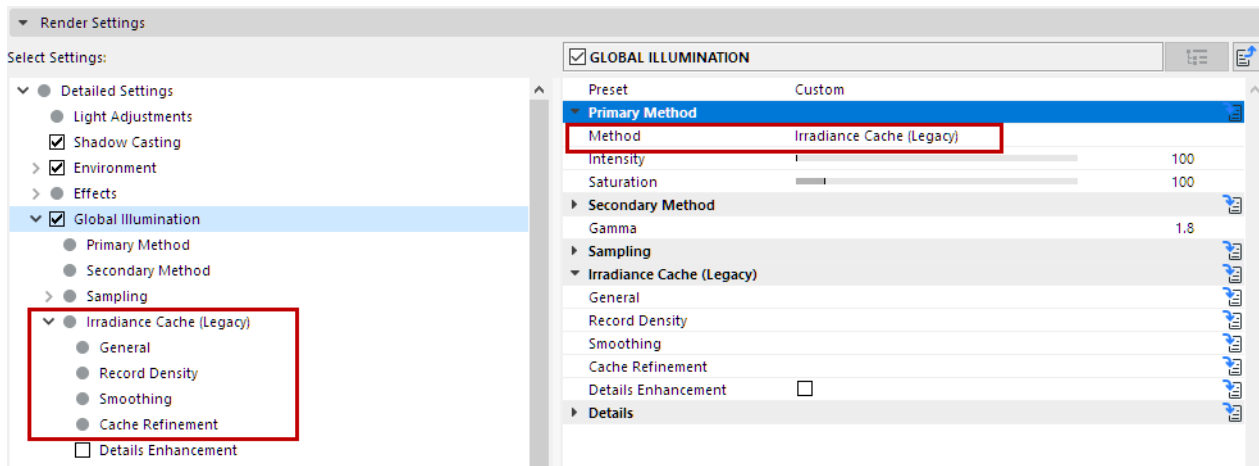 Render Settings
Select Settings:
Detailed Settings
Light Adjustments
Shadow Casting
Environment
Effects
Global Illumination
Primary Method
Secondary Method
Sampling
Irradiance Cache (Legacy)
General
Record Density
Smoothing
Cache Refinement
Details Enhancement
GLOBAL ILLUMINATION
Preset Custom
Primary Method
Method Irradiance Cache (Legacy)
Intensity 100
Saturation 100
Secondary Method
Gamma 1.8
Sampling
Irradiance Cache (Legacy)
General
Record Density
Smoothing
Cache Refinement
Details Enhancement
Details